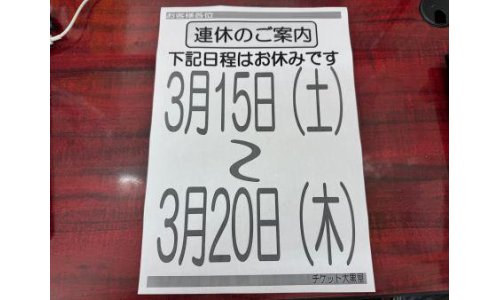 お客様各位
連休のご案内
下記日程はお休みです
3月15日（土）
〜
3月20日（木）
チケット大黒屋